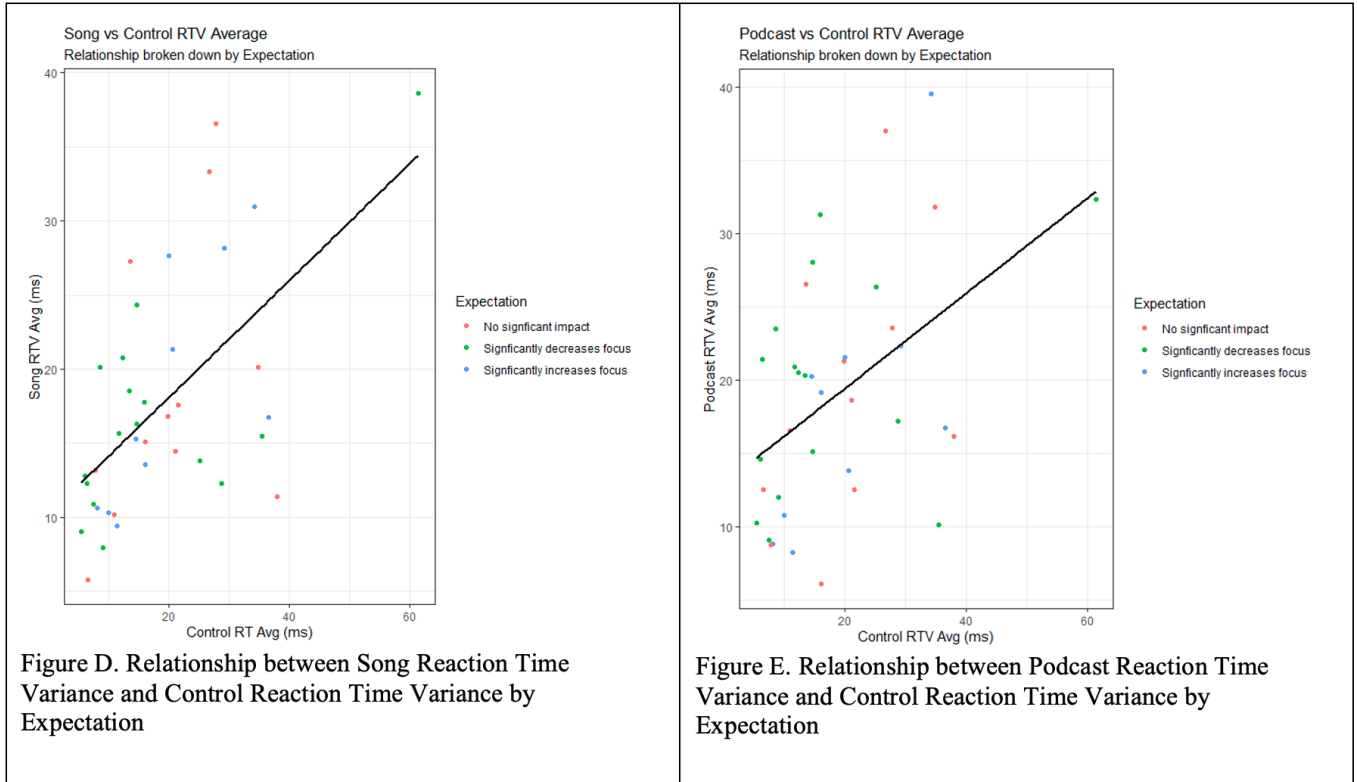 Song vs Control RTV Average
Relationship broken down by Expectation
40
30
20
10
Song RTV Avg (ms)
20
40
60
Control RT Avg (ms)
Expectation
No signficant impact
Signficantly decreases focus
Signficantly increases focus
Figure D. Relationship between Song Reaction Time
Variance and Control Reaction Time Variance by
Expectation
Podcast vs Control RTV Average
Relationship broken down by Expectation
40
30
20
10
Podcast RTV Avg (ms)
20
40
60
Control RTV Avg (ms)
Expectation
No signficant impact
Signficantly decreases focus
Signficantly increases focus
Figure E. Relationship between Podcast Reaction Time
Variance and Control Reaction Time Variance by
Expectation